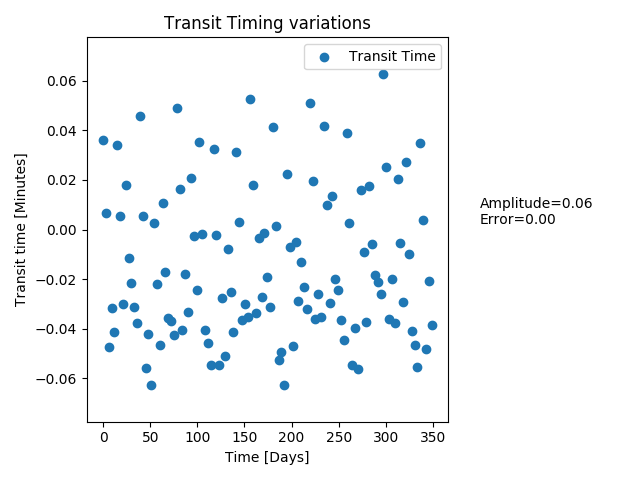 Transit Timing variations
Transit Time
0.06
0.04
0.02
0.00
−0.02
−0.04
−0.06
Transit time [Minutes]
0
50
100
150
200
250
300
350
Time [Days]
Amplitude=0.06
Error=0.00